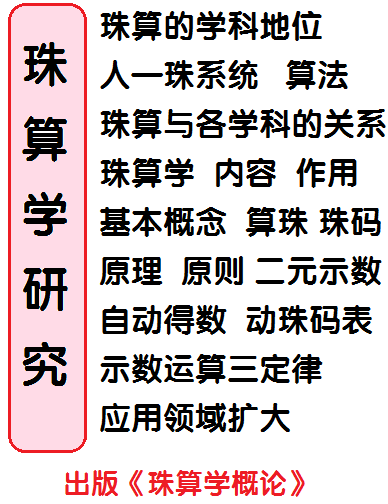 珠算学研究
珠算的学科地位
人一珠系统 算法
珠算与各学科的关系
珠算学 内容 作用
基本概念 算珠 珠码
原理 原则 二元示数
自动得数 动珠码表
示数运算三定律
应用领域扩大
出版《珠算学概论》